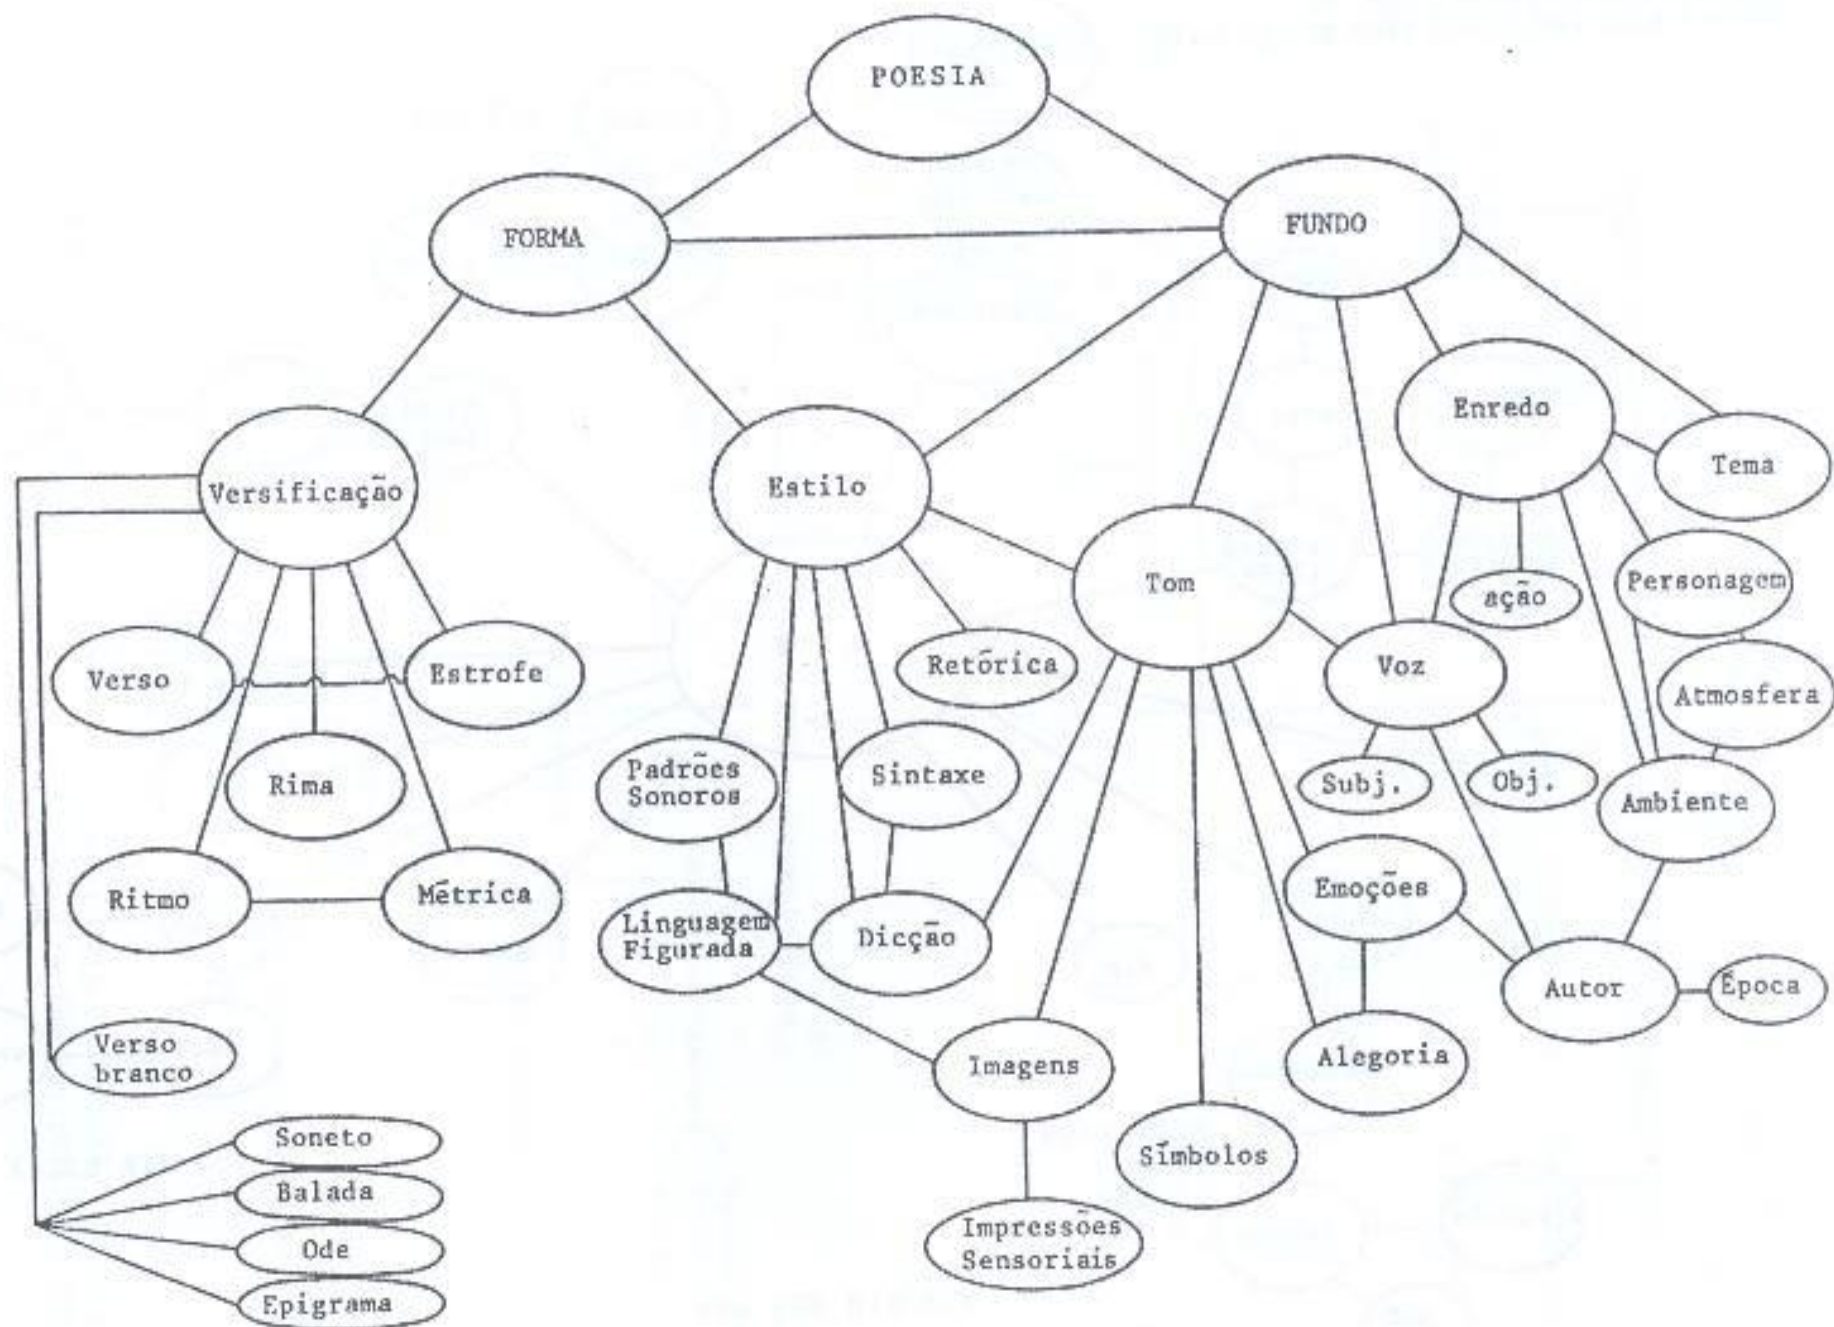 POESIA
FORMA
FUNDO
Enredo
Tema
Versificação
Estilo
Tom
ação
Personagem
Verso
Estrofe
Retórica
Voz
Atmosfera
Rima
Padrões
Sonoros
Sintaxe
Subj.
Obj.
Ambiente
Ritmo
Métrica
Linguagem
Figurada
Dicção
Emoções
Autor
Época
Verso
branco
Imagens
Alegoria
Soneto
Balada
Ode
Epigrama
Símbolos
Impressões
Sensoriais